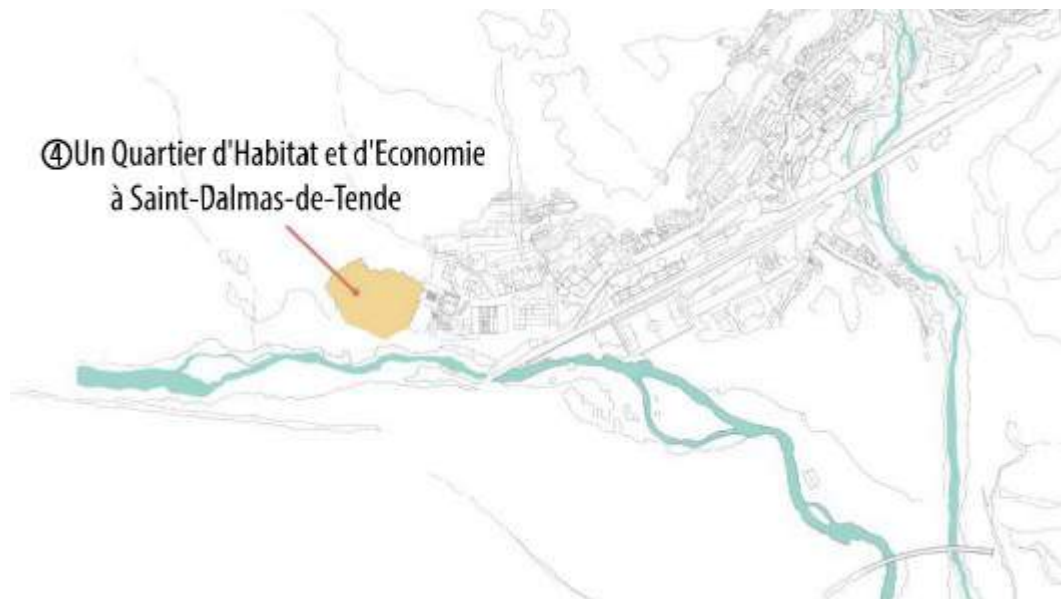 ④Un Quartier d'Habitat et d'Economie
à Saint-Dalmas-de-Tende